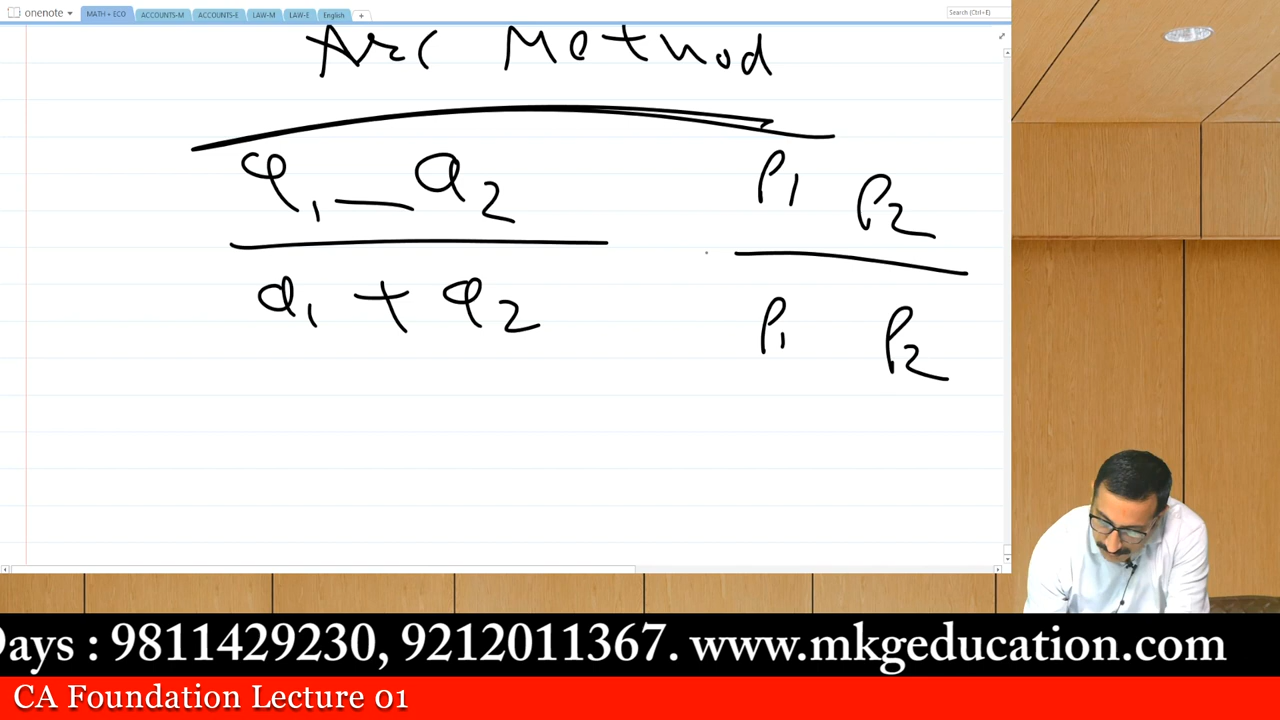 onenote MATH + ECO ACCOUNTS-M ACCOUNTS-E LAW-M LAW-E English + Search (Ctrl+E)
Arc Method
q1 — q2 P1 P2
q1 + q2 P1 P2
Days : 9811429230, 9212011367. www.mkgeducation.com
CA Foundation Lecture 01